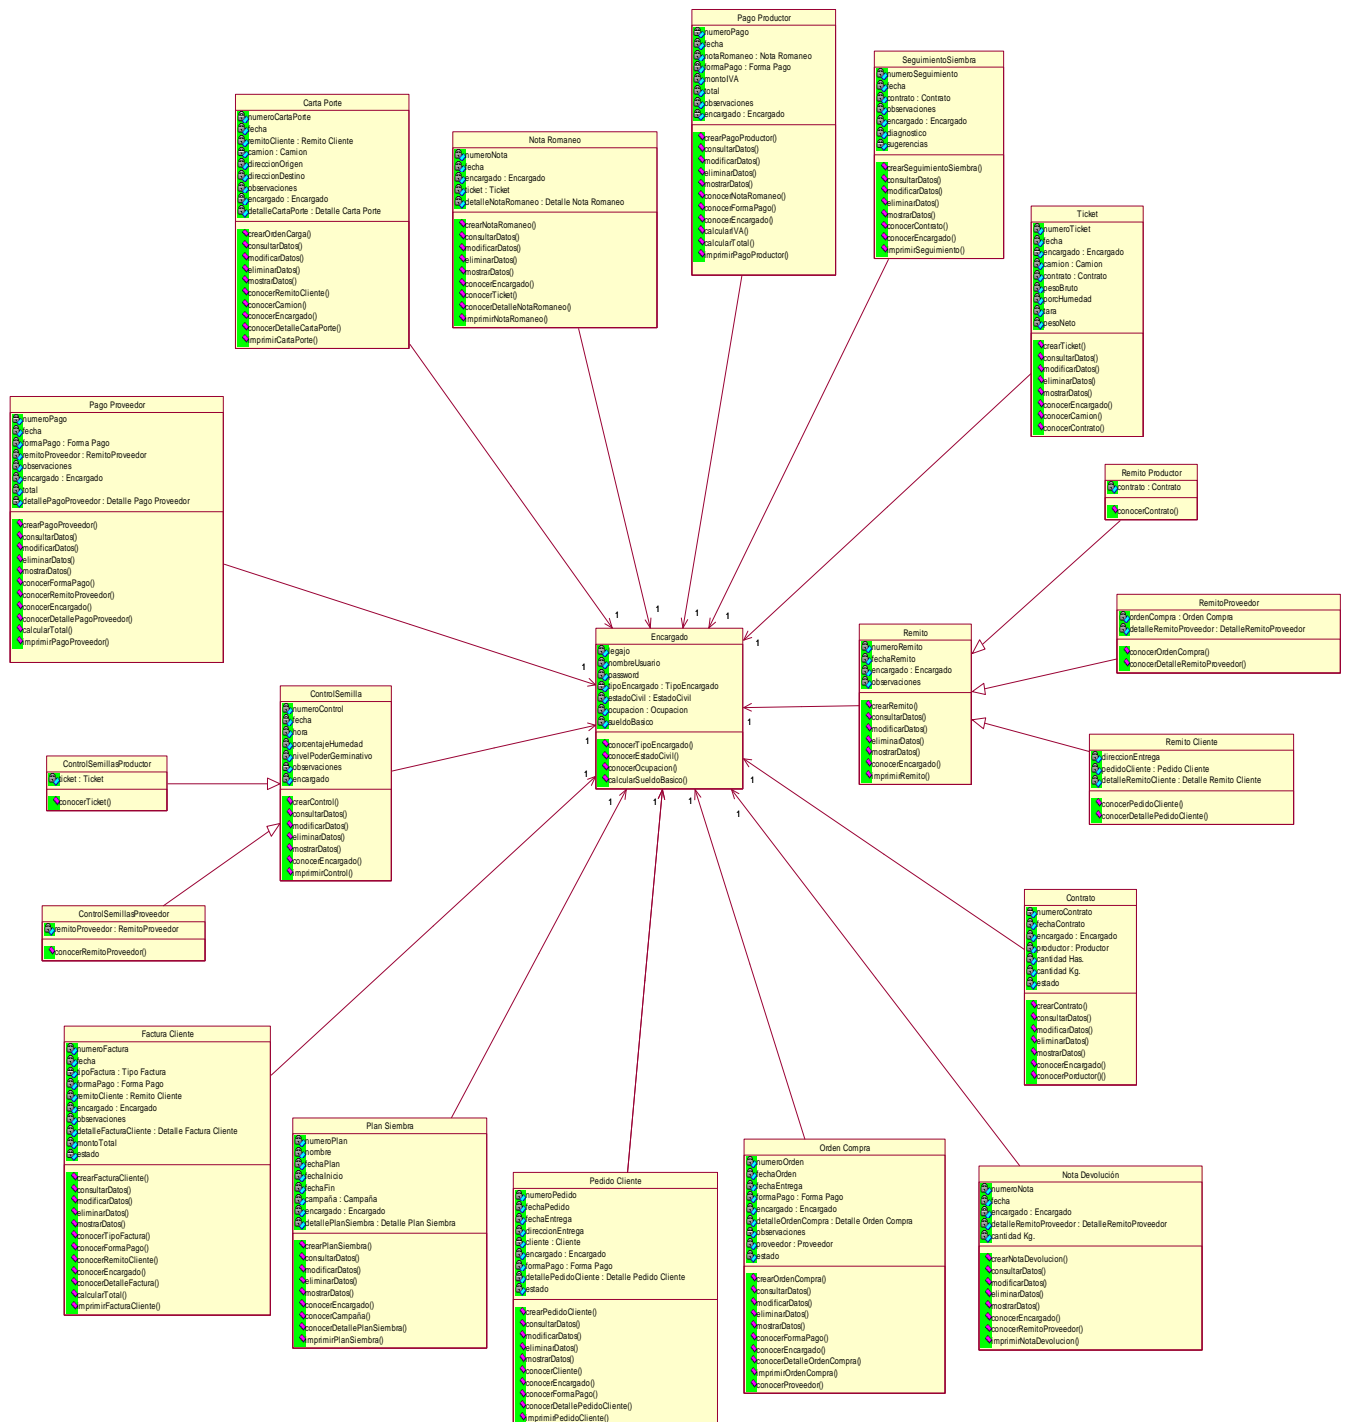 Pago Productor
numeroPago
fecha
notaRomaneo : Nota Romaneo
formaPago : Forma Pago
montoIVA
total
observaciones
encargado : Encargado
crearPagoProductor()
consultarDatos()
modificarDatos()
eliminarDatos()
mostrarDatos()
conocerNotaRomaneo()
conocerFormaPago()
conocerEncargado()
calcularIVA()
calcularTotal()
imprimirPagoProductor()
SeguimientoSiembra
numeroSeguimiento
fecha
contrato : Contrato
observaciones
encargado : Encargado
diagnostico
sugerencias
crearSeguimientoSiembra()
consultarDatos()
modificarDatos()
eliminarDatos()
mostrarDatos()
conocerContrato()
conocerEncargado()
imprimirSeguimiento()
Carta Porte
numeroCartaPorte
fecha
remitoCliente : Remito Cliente
camion : Camion
direccionOrigen
direccionDestino
observaciones
encargado : Encargado
detalleCartaPorte : Detalle Carta Porte
crearOrdenCarga()
consultarDatos()
modificarDatos()
eliminarDatos()
mostrarDatos()
conocerRemitoCliente()
conocerCamion()
conocerEncargado()
conocerDetalleCartaPorte()
imprimirCartaPorte()
Nota Romaneo
numeroNota
fecha
encargado : Encargado
ticket : Ticket
detalleNotaRomaneo : Detalle Nota Romaneo
crearNotaRomaneo()
consultarDatos()
modificarDatos()
eliminarDatos()
mostrarDatos()
conocerEncargado()
conocerTicket()
conocerDetalleNotaRomaneo()
imprimirNotaRomaneo()
Ticket
numeroTicket
fecha
encargado : Encargado
camion : Camion
contrato : Contrato
pesoBruto
porcHumedad
tara
pesoNeto
crearTicket()
consultarDatos()
modificarDatos()
eliminarDatos()
mostrarDatos()
conocerEncargado()
conocerCamion()
conocerContrato()
Pago Proveedor
numeroPago
fecha
formaPago : Forma Pago
remitoProveedor : RemitoProveedor
observaciones
encargado : Encargado
total
detallePagoProveedor : Detalle Pago Proveedor
crearPagoProveedor()
consultarDatos()
modificarDatos()
eliminarDatos()
mostrarDatos()
conocerFormaPago()
conocerRemitoProveedor()
conocerEncargado()
conocerDetallePagoProveedor()
calcularTotal()
imprimirPagoProveedor()
Remito Productor
contrato : Contrato
conocerContrato()
RemitoProveedor
ordenCompra : Orden Compra
detalleRemitoProveedor : DetalleRemitoProveedor
conocerOrdenCompra()
conocerDetalleRemitoProveedor()
1
1
1
1
1
1
1
1
1
1
1
1
1
1
Encargado
legajo
nombreUsuario
password
tipoEncargado : TipoEncargado
estadoCivil : EstadoCivil
ocupacion : Ocupacion
sueldoBasico
conocerTipoEncargado()
conocerEstadoCivil()
conocerOcupacion()
calcularSueldoBasico()
Remito
numeroRemito
fechaRemito
encargado : Encargado
observaciones
crearRemito()
consultarDatos()
modificarDatos()
eliminarDatos()
mostrarDatos()
conocerEncargado()
imprimirRemito()
ControlSemilla
numeroControl
fecha
hora
porcentajeHumedad
nivelPoderGerminativo
observaciones
encargado
crearControl()
consultarDatos()
modificarDatos()
eliminarDatos()
mostrarDatos()
conocerEncargado()
imprirmirControl()
ControlSemillasProductor
ticket : Ticket
conocerTicket()
Remito Cliente
direccionEntrega
pedidoCliente : Pedido Cliente
detalleRemitoCliente : Detalle Remito Cliente
conocerPedidoCliente()
conocerDetallePedidoCliente()
ControlSemillasProveedor
remitoProveedor : RemitoProveedor
conocerRemitoProveedor()
Contrato
numeroContrato
fechaContrato
encargado : Encargado
productor : Productor
cantidad Has.
cantidad Kg.
estado
crearContrato()
consultarDatos()
modificarDatos()
eliminarDatos()
mostrarDatos()
conocerEncargado()
conocerPorductor()()
Factura Cliente
numeroFactura
fecha
tipoFactura : Tipo Factura
formaPago : Forma Pago
remitoCliente : Remito Cliente
encargado : Encargado
observaciones
detalleFacturaCliente : Detalle Factura Cliente
montoTotal
estado
crearFacturaCliente()
consultarDatos()
modificarDatos()
eliminarDatos()
mostrarDatos()
conocerTipoFactura()
conocerFormaPago()
conocerRemitoCliente()
conocerEncargado()
conocerDetalleFactura()
calcularTotal()
imprimirFacturaCliente()
Plan Siembra
numeroPlan
nombre
fechaPlan
fechaInicio
fechaFin
campaña : Campaña
encargado : Encargado
detallePlanSiembra : Detalle Plan Siembra
crearPlanSiembra()
consultarDatos()
modificarDatos()
eliminarDatos()
mostrarDatos()
conocerEncargado()
conocerCampaña()
conocerDetallePlanSiembra()
imprimirPlanSiembra()
Pedido Cliente
numeroPedido
fechaPedido
fechaEntrega
direccionEntrega
cliente : Cliente
encargado : Encargado
formaPago : Forma Pago
detallePedidoCliente : Detalle Pedido Cliente
estado
crearPedidoCliente()
consultarDatos()
modificarDatos()
eliminarDatos()
mostrarDatos()
conocerCliente()
conocerEncargado()
conocerFormaPago()
conocerDetallePedidoCliente()
imprimirPedidoCliente()
Orden Compra
numeroOrden
fechaOrden
fechaEntrega
formaPago : Forma Pago
encargado : Encargado
detalleOrdenCompra : Detalle Orden Compra
observaciones
proveedor : Proveedor
estado
crearOrdenCompra()
consultarDatos()
modificarDatos()
eliminarDatos()
mostrarDatos()
conocerFormaPago()
conocerEncargado()
conocerDetalleOrdenCompra()
imprimirOrdenCompra()
conocerProveedor()
Nota Devolución
numeroNota
fecha
encargado : Encargado
detalleRemitoProveedor : DetalleRemitoProveedor
cantidad Kg.
crearNotaDevolucion()
consultarDatos()
modificarDatos()
eliminarDatos()
mostrarDatos()
conocerEncargado()
conocerRemitoProveedor()
imprimirNotaDevolucion()